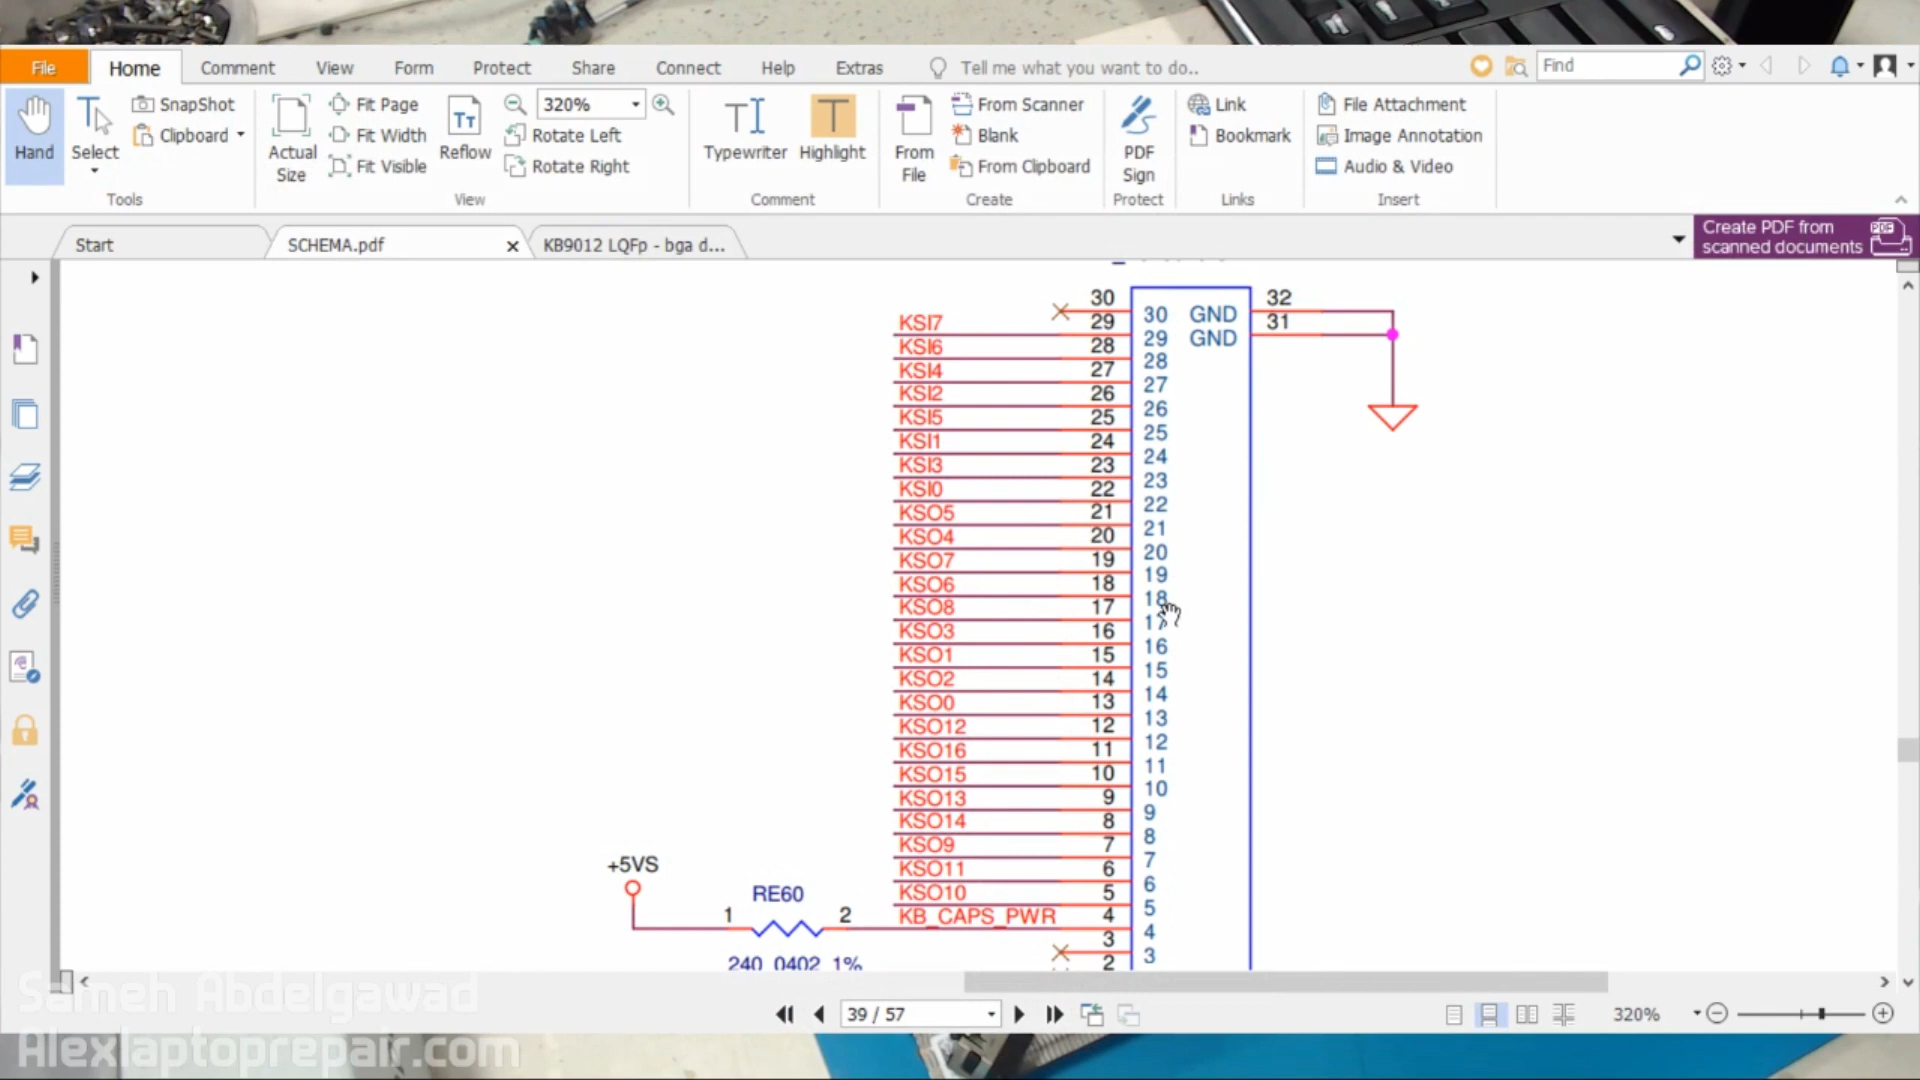 File Home Comment View Form Protect Share Connect Help Extras Tell me what you want to do.. Find
Hand
Select
SnapShot
Clipboard
Tools
Actual Size
Fit Page
Fit Width
Fit Visible
Reflow
320%
Rotate Left
Rotate Right
View
Typewriter
Highlight
Comment
From File
From Scanner
Blank
From Clipboard
Create
PDF Sign
Protect
Link
Bookmark
Links
File Attachment
Image Annotation
Audio & Video
Insert
Start
SCHEMA.pdf
KB9012 LQFp - bga d...
Create PDF from
scanned documents
30 30 GND 32
KSI7 29 29 GND 31
KSI6 28 28
KSI4 27 27
KSI2 26 26
KSI5 25 25
KSI1 24 24
KSI3 23 23
KSI0 22 22
KSO5 21 21
KSO4 20 20
KSO7 19 19
KSO6 18 18
KSO8 17 17
KSO3 16 16
KSO1 15 15
KSO2 14 14
KSO0 13 13
KSO12 12 12
KSO16 11 11
KSO15 10 10
KSO13 9 9
KSO14 8 8
KSO9 7 7
KSO11 6 6
KSO10 5 5
KB_CAPS_PWR 4 4
3 3
2
+5VS
RE60
1 2
240 0402 1%
39 / 57
320%
Sameh Abdelgawad
Alexlaptoprepair.com